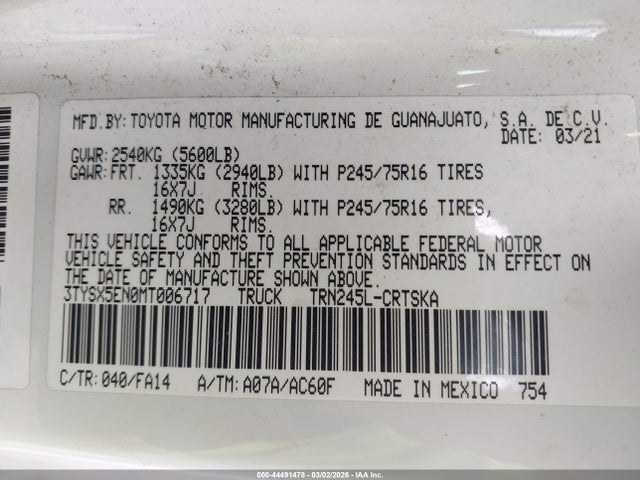 MFD.BY: TOYOTA MOTOR MANUFACTURING DE GUANAJUATO, S.A. DE C.V.
DATE: 03/21
GVWR: 2540KG (5600LB)
GAWR: FRT. 1335KG (2940LB) WITH P245/75R16 TIRES
16X7J RIMS.
RR. 1490KG (3280LB) WITH P245/75R16 TIRES,
16X7J RIMS.
THIS VEHICLE CONFORMS TO ALL APPLICABLE FEDERAL MOTOR
VEHICLE SAFETY AND THEFT PREVENTION STANDARDS IN EFFECT ON
THE DATE OF MANUFACTURE SHOWN ABOVE.
3TYSX5EN0MT006717 TRUCK TRN245L-CRTSKA
C/TR: 040/FA14 A/TM: A07A/AC60F MADE IN MEXICO 754
000-44491478 - 03/02/2026 - IAA Inc.